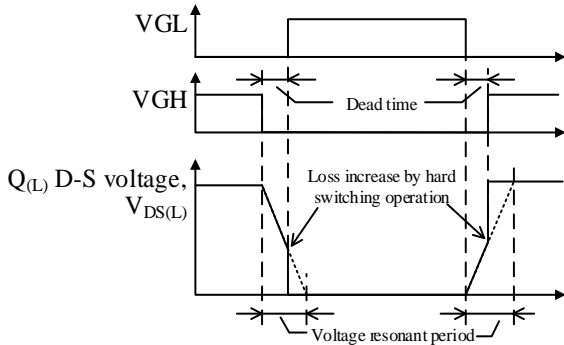 VGL
VGH
Dead time
Q(L) D-S voltage,
VDS(L)
Loss increase by hard
switching operation
Voltage resonant period